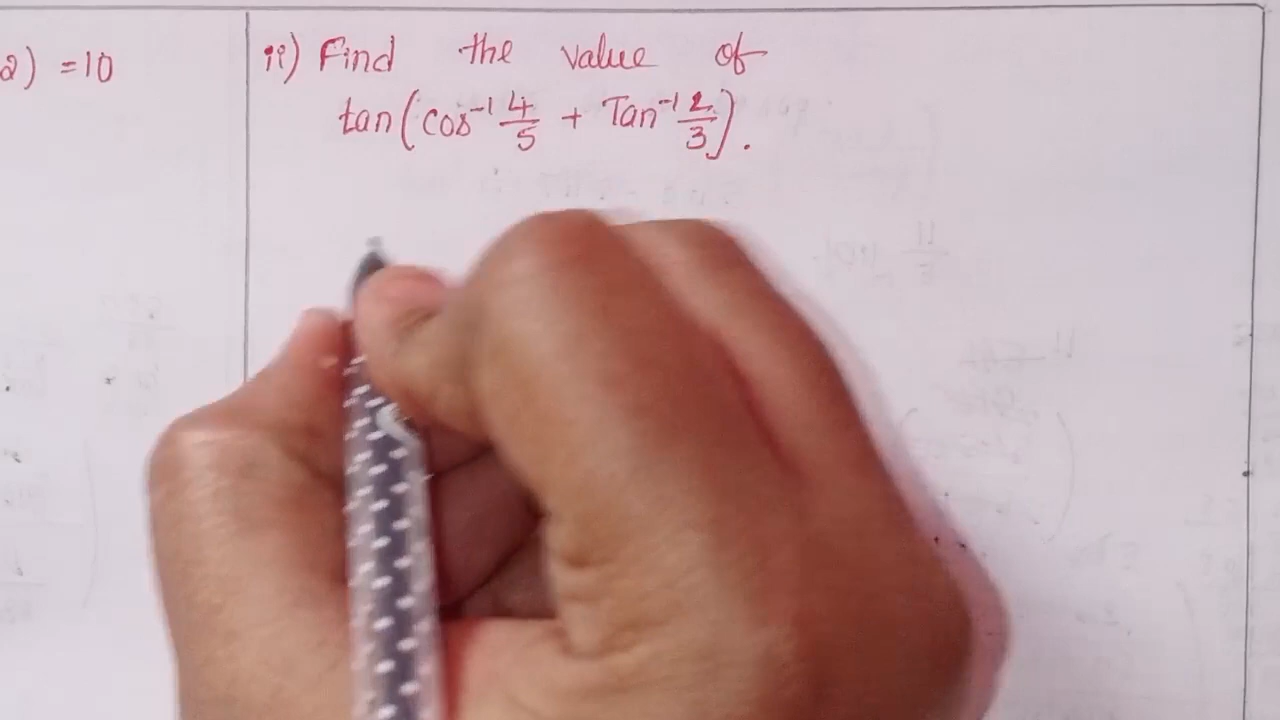 2) =10
ii) Find the value of
tan(cos⁻¹ 4/5 + Tan⁻¹ 2/3).